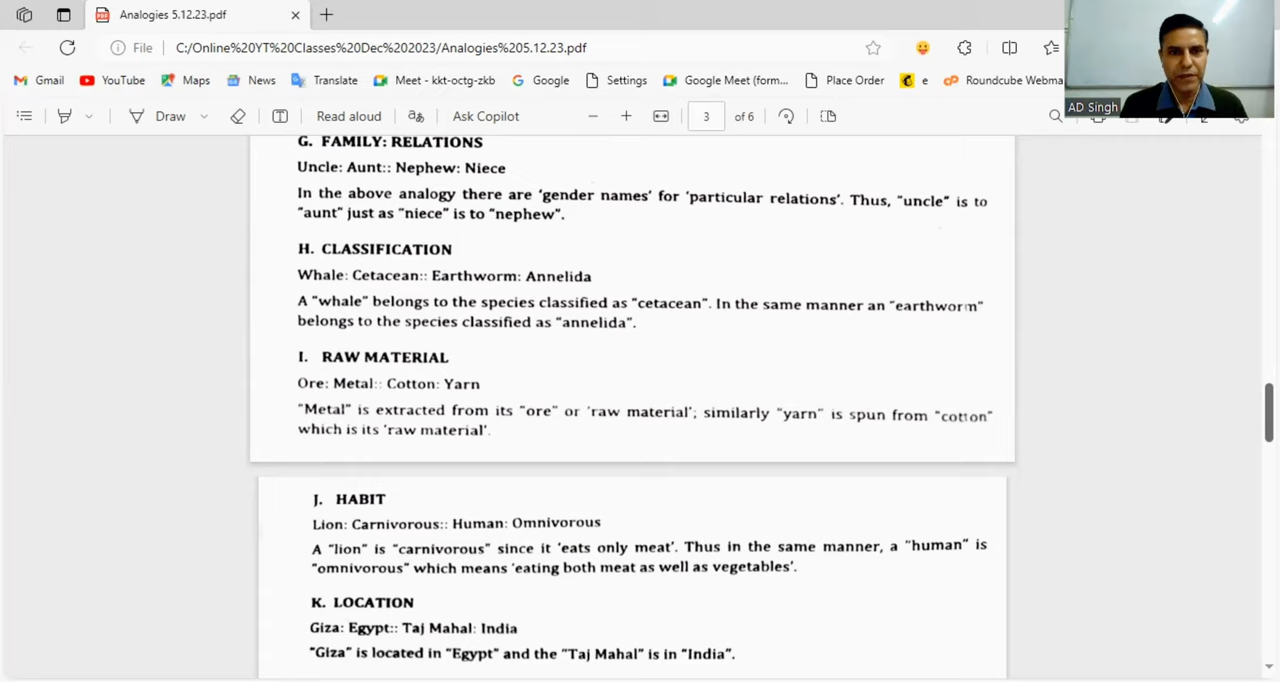 Analogies 5.12.23.pdf
File C:/Online%20YT%20Classes%20Dec%202023/Analogies%205.12.23.pdf
Gmail YouTube Maps News Translate Meet - kkt-octg-zkb Google Settings Google Meet (form... Place Order e Roundcube Webma
AD Singh
Draw Read aloud Ask Copilot 3 of 6
G. FAMILY: RELATIONS
Uncle: Aunt:: Nephew: Niece
In the above analogy there are 'gender names' for 'particular relations'. Thus, "uncle" is to
"aunt" just as "niece" is to "nephew".
H. CLASSIFICATION
Whale: Cetacean:: Earthworm: Annelida
A "whale" belongs to the species classified as "cetacean". In the same manner an "earthworm"
belongs to the species classified as "annelida".
I. RAW MATERIAL
Ore: Metal:: Cotton: Yarn
"Metal" is extracted from its "ore" or 'raw material'; similarly "yarn" is spun from "cotton"
which is its 'raw material'.
J. HABIT
Lion: Carnivorous:: Human: Omnivorous
A "lion" is "carnivorous" since it 'eats only meat'. Thus in the same manner, a "human" is
"omnivorous" which means 'eating both meat as well as vegetables'.
K. LOCATION
Giza: Egypt:: Taj Mahal: India
"Giza" is located in "Egypt" and the "Taj Mahal" is in "India".